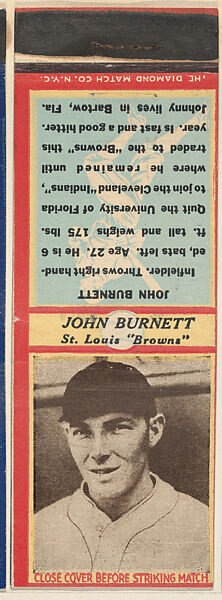 THE DIAMOND MATCH CO. N.Y.C.
JOHN BURNETT
Infielder. Throws right-hand-
ed, bats left. Age 27. He is 6
ft. tall and weighs 175 lbs.
Quit the University of Florida
to join the Cleveland "Indians",
where he remained until
traded to the "Browns" this
year. Is fast and a good hitter.
Johnny lives in Bartow, Fla.
JOHN BURNETT
St. Louis "Browns"
CLOSE COVER BEFORE STRIKING MATCH